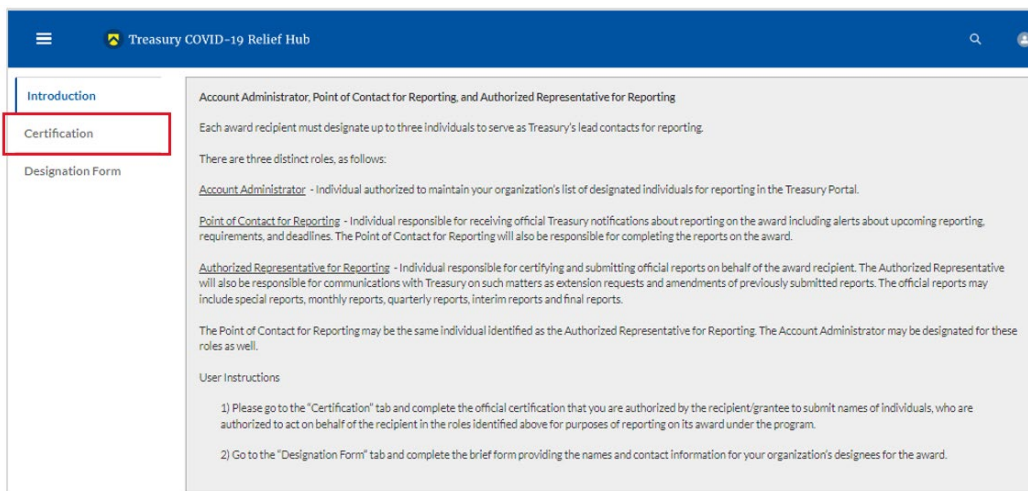 Treasury COVID-19 Relief Hub
Introduction
Certification
Designation Form
Account Administrator, Point of Contact for Reporting, and Authorized Representative for Reporting
Each award recipient must designate up to three individuals to serve as Treasury's lead contacts for reporting.
There are three distinct roles, as follows:
Account Administrator - Individual authorized to maintain your organization's list of designated individuals for reporting in the Treasury Portal.
Point of Contact for Reporting - Individual responsible for receiving official Treasury notifications about reporting on the award including alerts about upcoming reporting,
requirements, and deadlines. The Point of Contact for Reporting will also be responsible for completing the reports on the award.
Authorized Representative for Reporting - Individual responsible for certifying and submitting official reports on behalf of the award recipient. The Authorized Representative
will also be responsible for communications with Treasury on such matters as extension requests and amendments of previously submitted reports. The official reports may
include special reports, monthly reports, quarterly reports, interim reports and final reports.
The Point of Contact for Reporting may be the same individual identified as the Authorized Representative for Reporting. The Account Administrator may be designated for these
roles as well.
User Instructions
1) Please go to the "Certification" tab and complete the official certification that you are authorized by the recipient/grantee to submit names of individuals, who are
authorized to act on behalf of the recipient in the roles identified above for purposes of reporting on its award under the program.
2) Go to the "Designation Form" tab and complete the brief form providing the names and contact information for your organization's designees for the award.